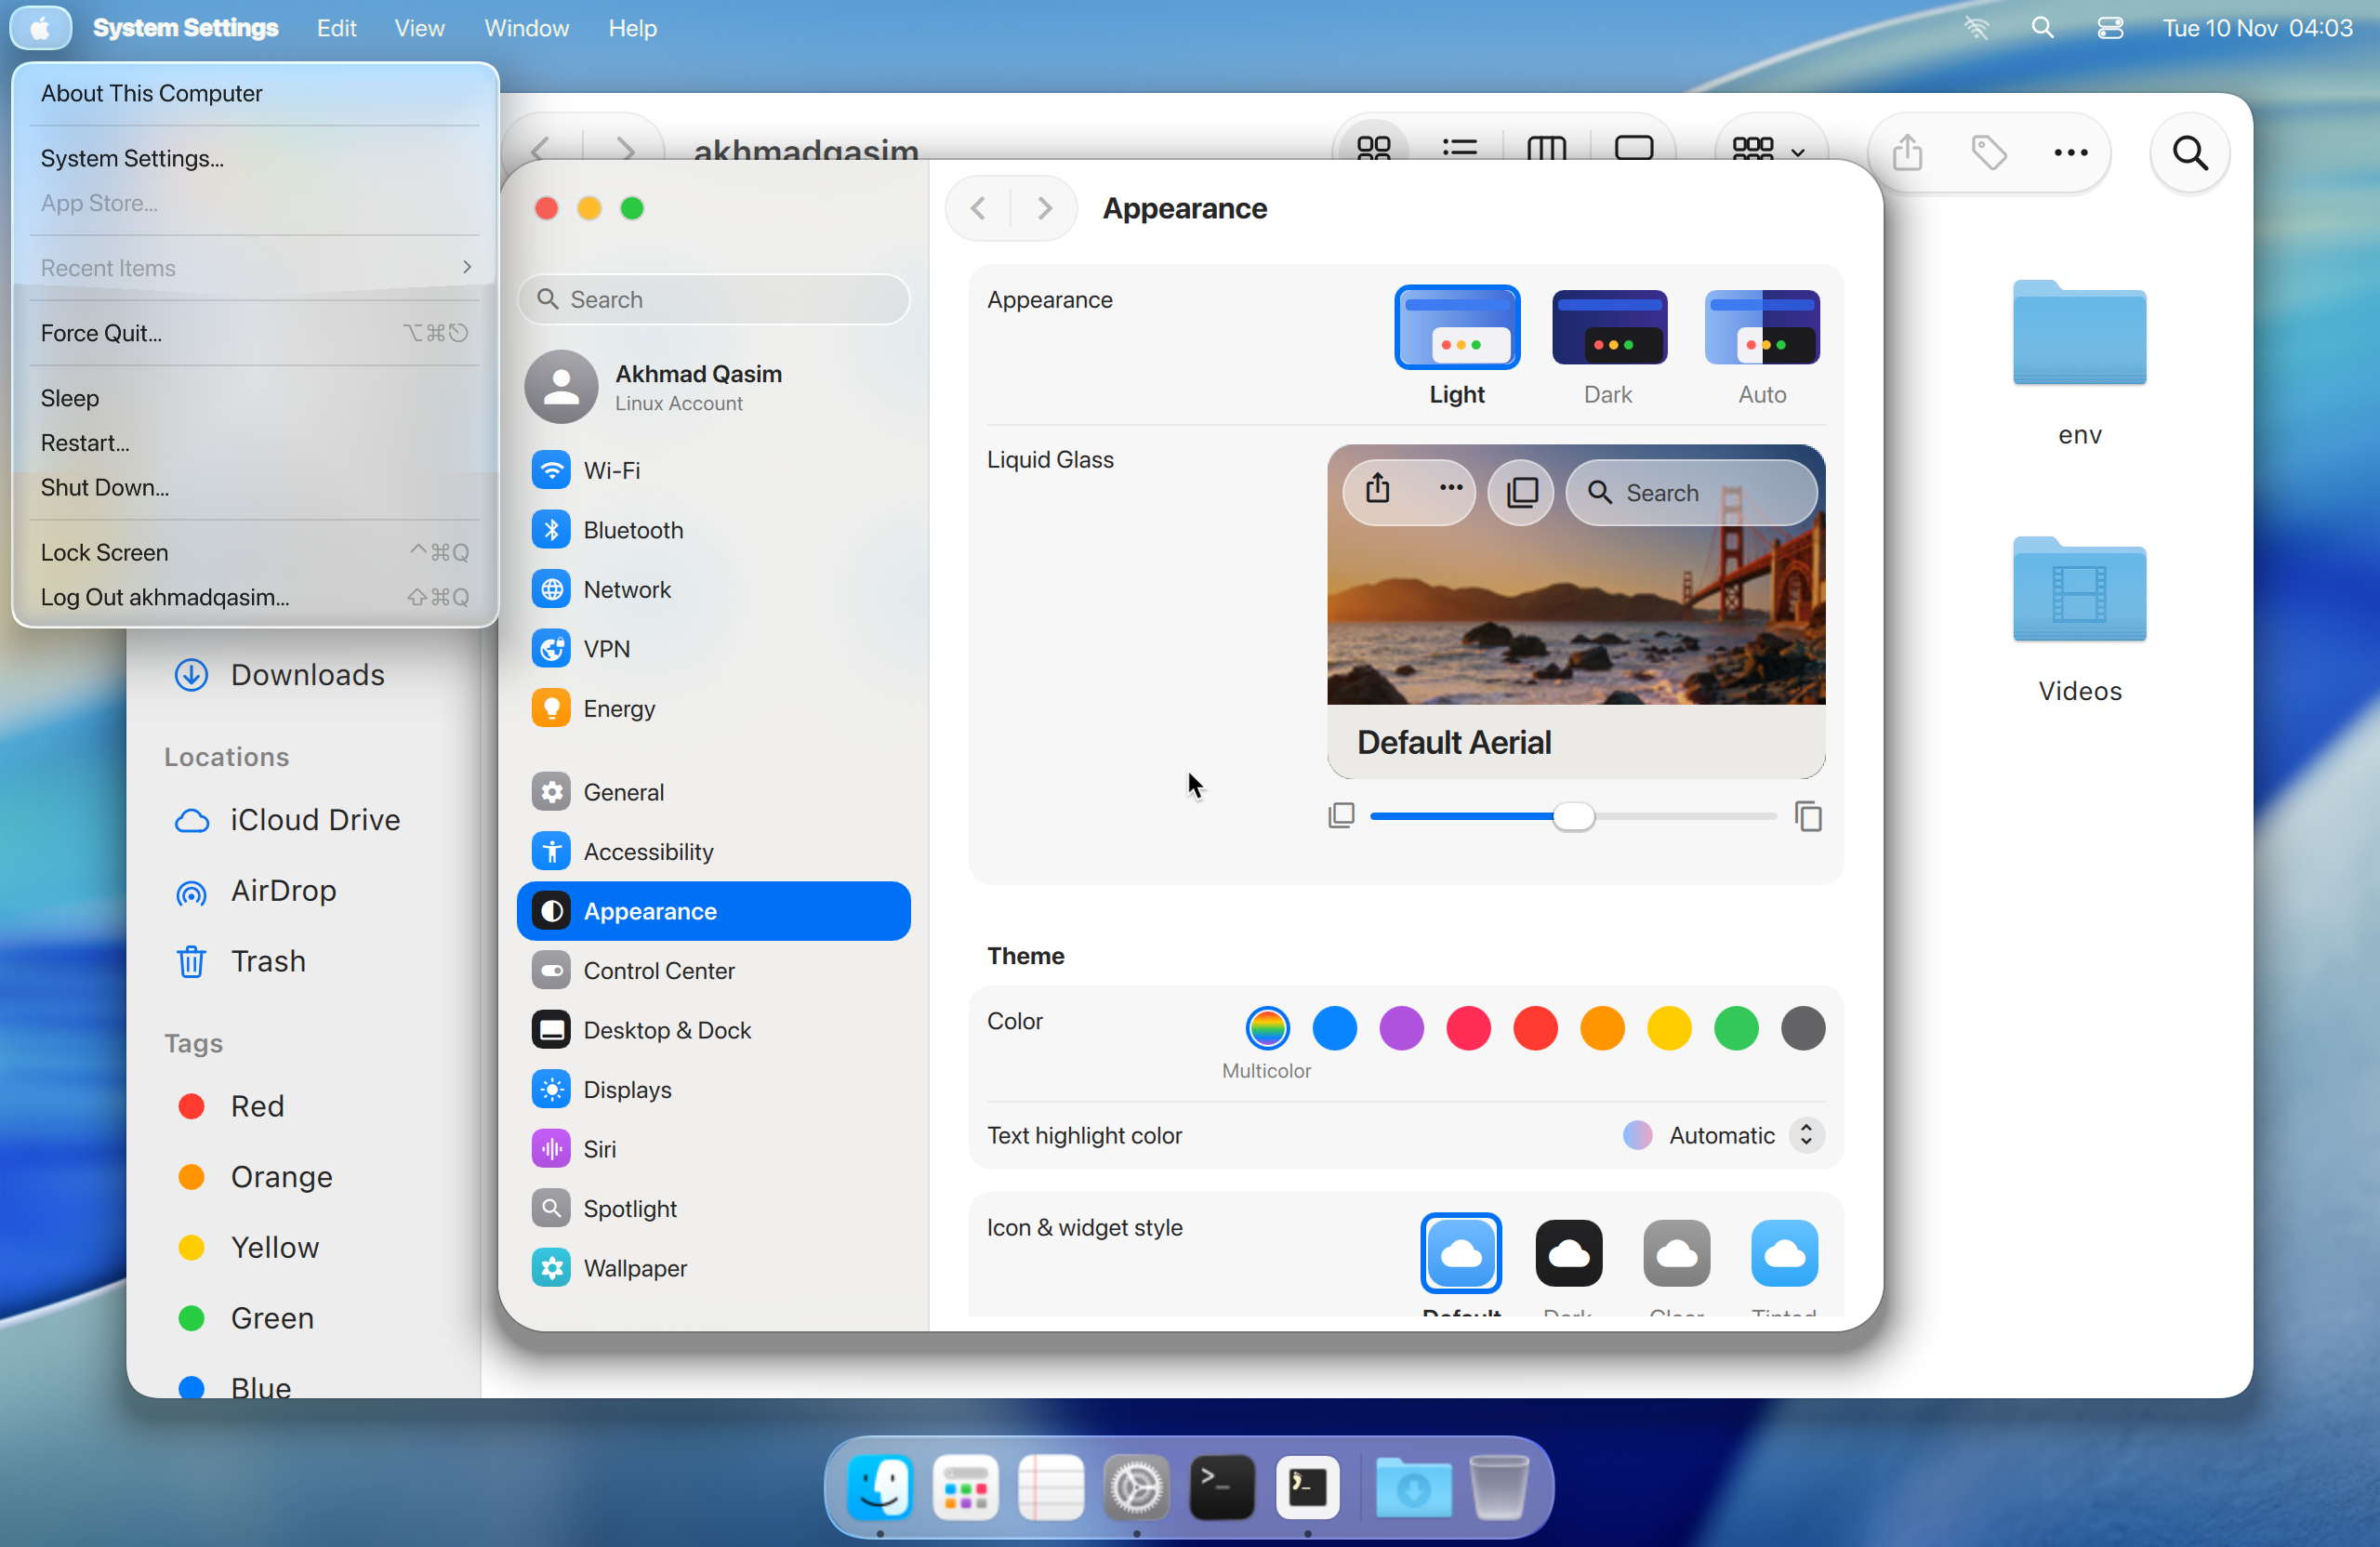 System Settings Edit View Window Help
Tue 10 Nov 04:03
About This Computer
System Settings...
App Store...
Recent Items
Force Quit... ⌥⌘⎋
Sleep
Restart...
Shut Down...
Lock Screen ^⌘Q
Log Out akhmadqasim... ⇧⌘Q
Downloads
Locations
iCloud Drive
AirDrop
Trash
Tags
Red
Orange
Yellow
Green
Blue
akhmadqasim
Search
Akhmad Qasim
Linux Account
Wi-Fi
Bluetooth
Network
VPN
Energy
General
Accessibility
Appearance
Control Center
Desktop & Dock
Displays
Siri
Spotlight
Wallpaper
Appearance
Appearance
Light Dark Auto
Liquid Glass
Search
Default Aerial
Theme
Color
Multicolor
Text highlight color Automatic
Icon & widget style
Default Dark Clear Tinted
env
Videos